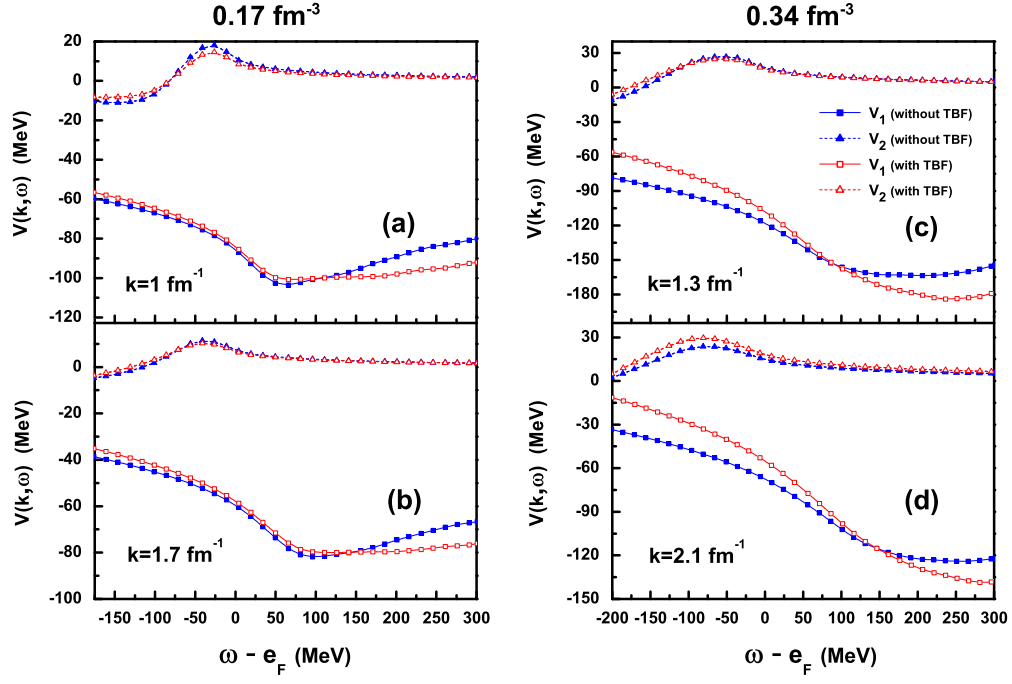 0.17 fm-3
0.34 fm-3
V(k,ω) (MeV)
20
0
-20
-40
-60
-80
-100
-120
(a)
k=1 fm-1
V(k,ω) (MeV)
30
0
-30
-60
-90
-120
-150
-180
V1 (without TBF)
V2 (without TBF)
V1 (with TBF)
V2 (with TBF)
(c)
k=1.3 fm-1
V(k,ω) (MeV)
0
-20
-40
-60
-80
-100
(b)
k=1.7 fm-1
-150 -100 -50 0 50 100 150 200 250 300
ω - eF (MeV)
V(k,ω) (MeV)
30
0
-30
-60
-90
-120
-150
(d)
k=2.1 fm-1
-200 -150 -100 -50 0 50 100 150 200 250 300
ω - eF (MeV)